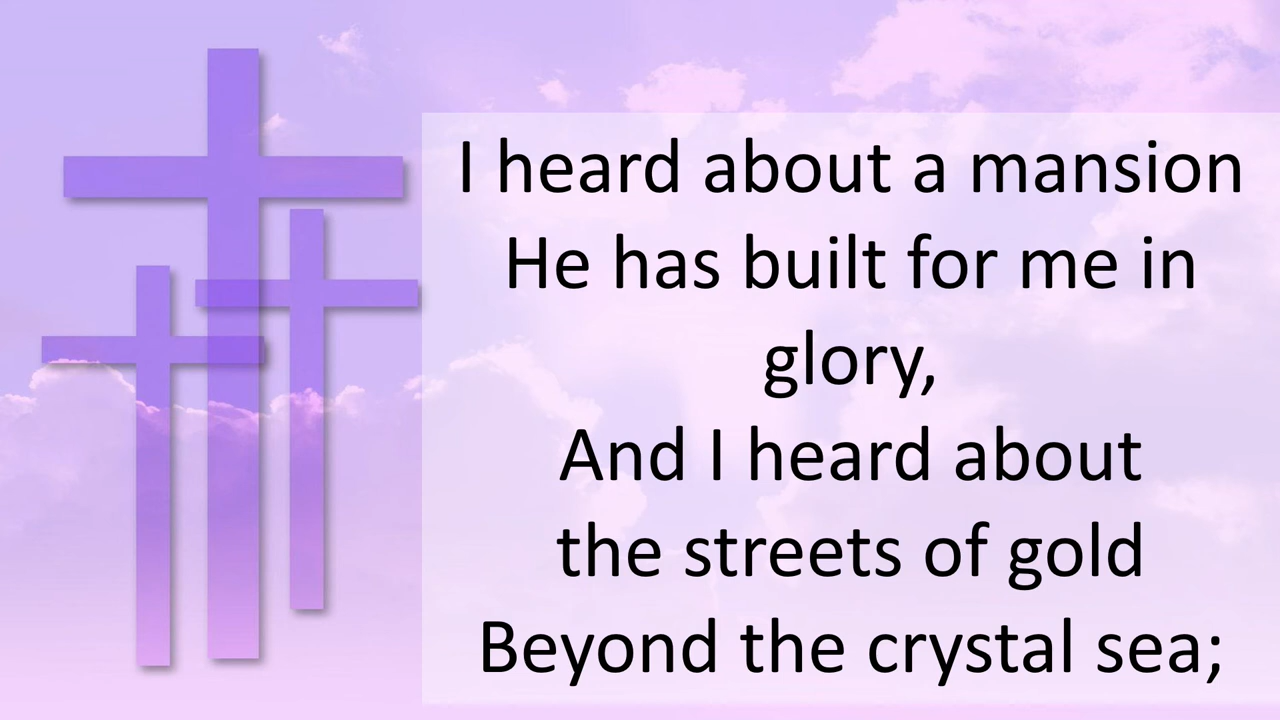 I heard about a mansion
He has built for me in
glory,
And I heard about
the streets of gold
Beyond the crystal sea;